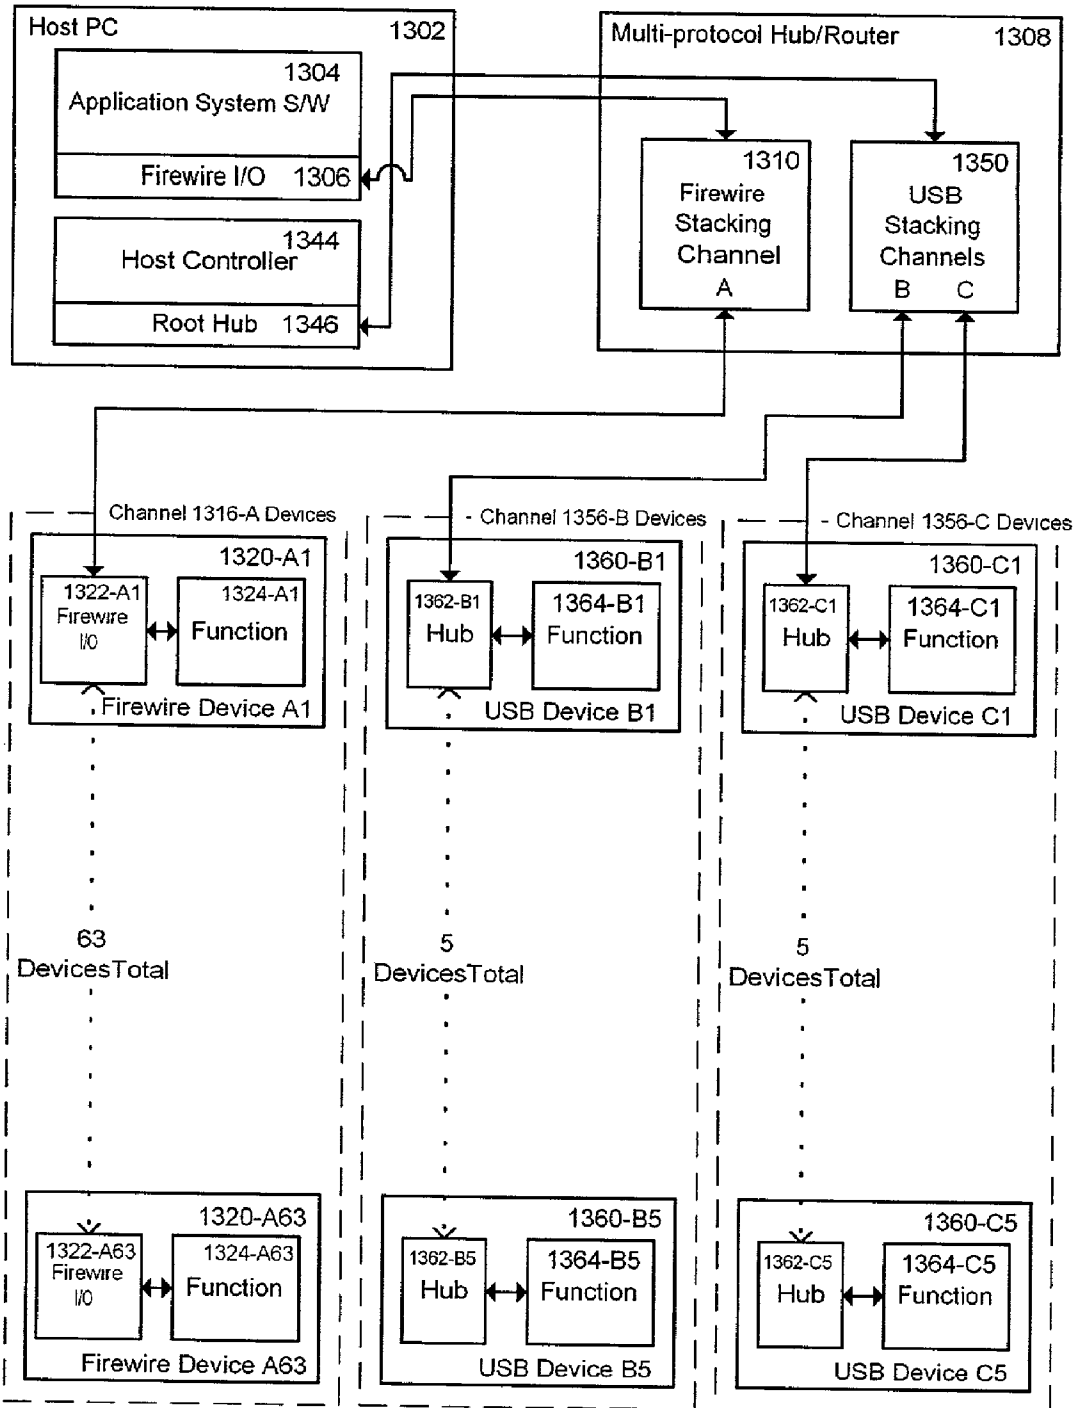 Host PC 1302
1304
Application System S/W
Firewire I/O 1306
1344
Host Controller
Root Hub 1346
Multi-protocol Hub/Router 1308
1310
Firewire
Stacking
Channel
A
1350
USB
Stacking
Channels
B C
Channel 1316-A Devices
1320-A1
1322-A1
Firewire
I/O
1324-A1
Function
Firewire Device A1
63
DevicesTotal
1320-A63
1322-A63
Firewire
I/O
1324-A63
Function
Firewire Device A63
Channel 1356-B Devices
1360-B1
1362-B1
Hub
1364-B1
Function
USB Device B1
5
DevicesTotal
1360-B5
1362-B5
Hub
1364-B5
Function
USB Device B5
Channel 1356-C Devices
1360-C1
1362-C1
Hub
1364-C1
Function
USB Device C1
5
DevicesTotal
1360-C5
1362-C5
Hub
1364-C5
Function
USB Device C5